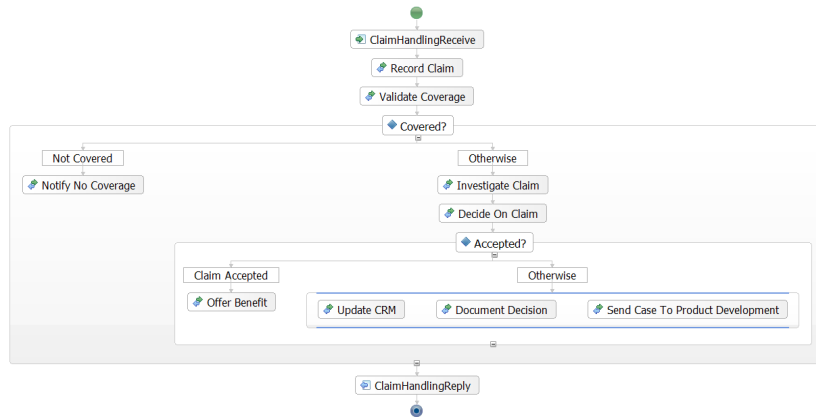 ClaimHandlingReceive
Record Claim
Validate Coverage
Covered?
Not Covered
Otherwise
Notify No Coverage
Investigate Claim
Decide On Claim
Accepted?
Claim Accepted
Otherwise
Offer Benefit
Update CRM
Document Decision
Send Case To Product Development
ClaimHandlingReply